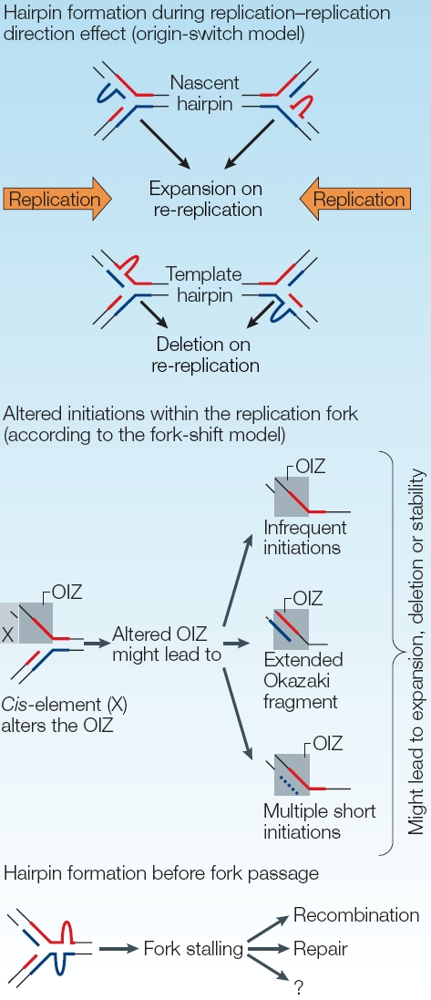 Hairpin formation during replication–replication
direction effect (origin-switch model)
Nascent
hairpin
Expansion on
re-replication
Replication
Replication
Template
hairpin
Deletion on
re-replication
Altered initiations within the replication fork
(according to the fork-shift model)
OIZ
Infrequent
initiations
OIZ
X
Cis-element (X)
alters the OIZ
Altered OIZ
might lead to
OIZ
Extended
Okazaki
fragment
OIZ
Multiple short
initiations
Might lead to expansion, deletion or stability
Hairpin formation before fork passage
Fork stalling
Recombination
Repair
?